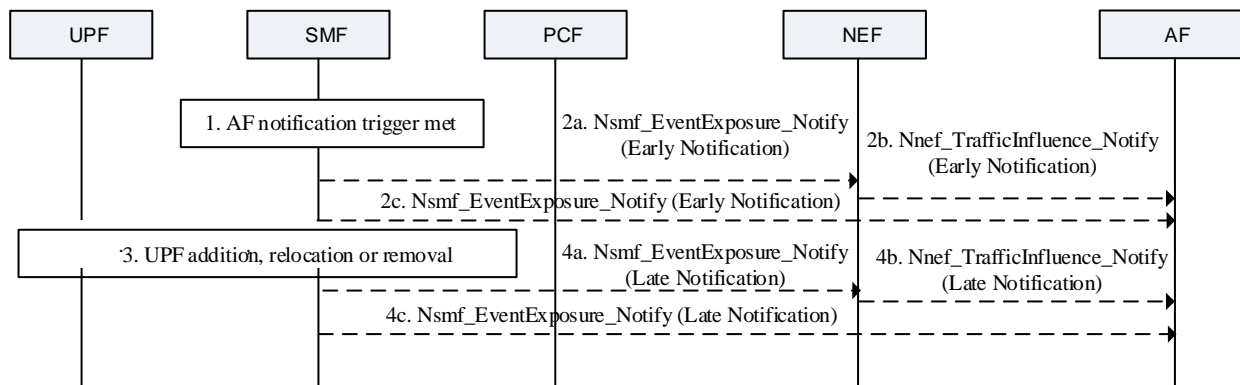 UPF
SMF
PCF
NEF
AF
1. AF notification trigger met
2a. Nsmf_EventExposure_Notify
(Early Notification)
2b. Nnef_TrafficInfluence_Notify
(Early Notification)
2c. Nsmf_EventExposure_Notify (Early Notification)
3. UPF addition, relocation or removal
4a. Nsmf_EventExposure_Notify
(Late Notification)
4b. Nnef_TrafficInfluence_Notify
(Late Notification)
4c. Nsmf_EventExposure_Notify (Late Notification)